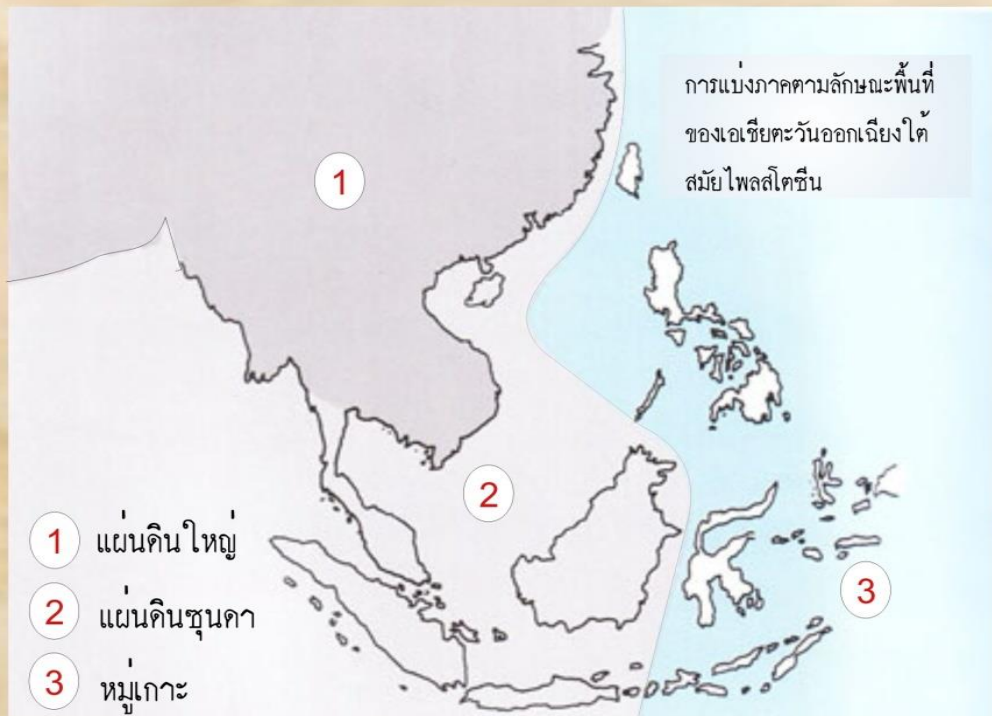 การแบ่งภาคตามลักษณะพื้นที่
ของเอเชียตะวันออกเฉียงใต้
สมัยไพลสโตซีน
1
2
3
1 แผ่นดินใหญ่
2 แผ่นดินซุนดา
3 หมู่เกาะ